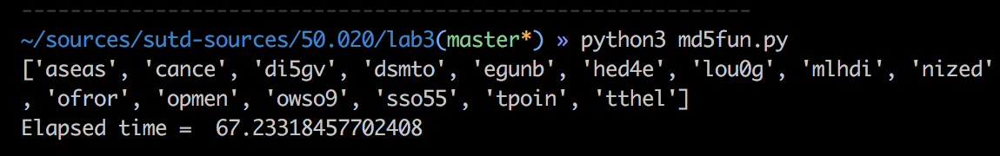 ------------------------------------------------------------
~/sources/sutd-sources/50.020/lab3(master*) » python3 md5fun.py
['aseas', 'cance', 'di5gv', 'dsmto', 'egunb', 'hed4e', 'lou0g', 'mlhdi', 'nized'
, 'ofror', 'opmen', 'owso9', 'sso55', 'tpoin', 'tthel']
Elapsed time =  67.23318457702408